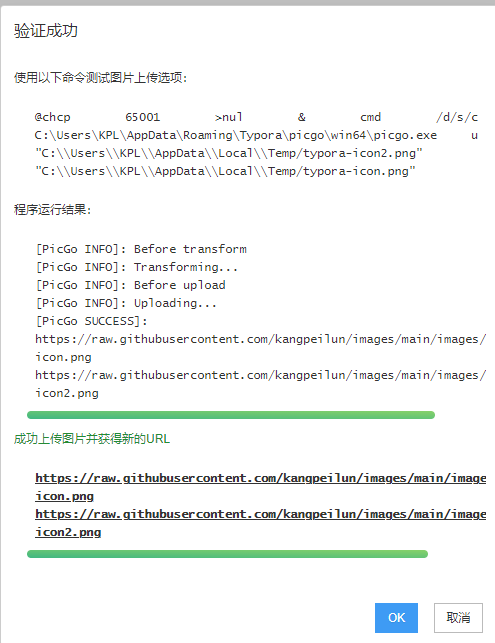 验证成功
使用以下命令测试图片上传选项:
@chcp 65001 >nul & cmd /d/s/c
C:\Users\KPL\AppData\Roaming\Typora\picgo\win64\picgo.exe u
"C:\\Users\\KPL\\AppData\\Local\\Temp/typora-icon2.png"
"C:\\Users\\KPL\\AppData\\Local\\Temp/typora-icon.png"
程序运行结果:
[PicGo INFO]: Before transform
[PicGo INFO]: Transforming...
[PicGo INFO]: Before upload
[PicGo INFO]: Uploading...
[PicGo SUCCESS]:
https://raw.githubusercontent.com/kangpeilun/images/main/images/
icon.png
https://raw.githubusercontent.com/kangpeilun/images/main/images/
icon2.png
成功上传图片并获得新的URL
https://raw.githubusercontent.com/kangpeilun/images/main/image
icon.png
https://raw.githubusercontent.com/kangpeilun/images/main/image
icon2.png
OK 取消